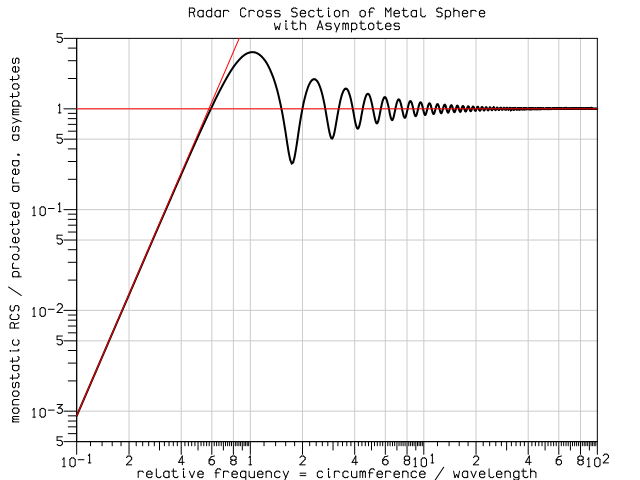 Radar Cross Section of Metal Sphere
with Asymptotes
monostatic RCS / projected area, asymptotes
5
1
5
10-1
5
10-2
5
10-3
5
10-1 2 4 6 8 1 2 4 6 8 101 2 4 6 8 102
relative frequency = circumference / wavelength